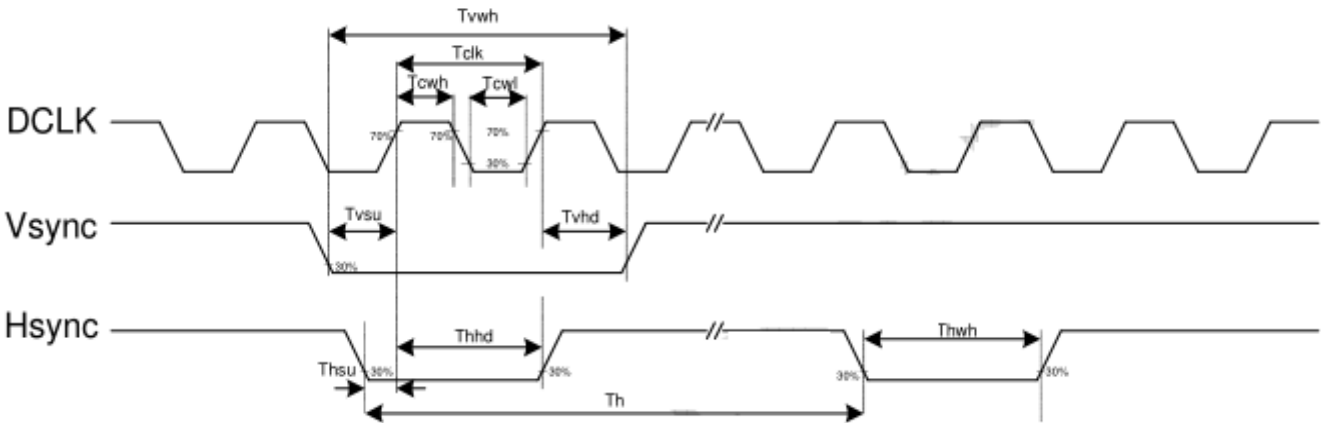 Tvwh
Tclk
Tcwh Tcwl
DCLK
70% 70% 70%
30%
Vsync Tvsu Tvhd
30%
Hsync
Thhd Thwh
Thsu 30% 30% 30% 30%
Th